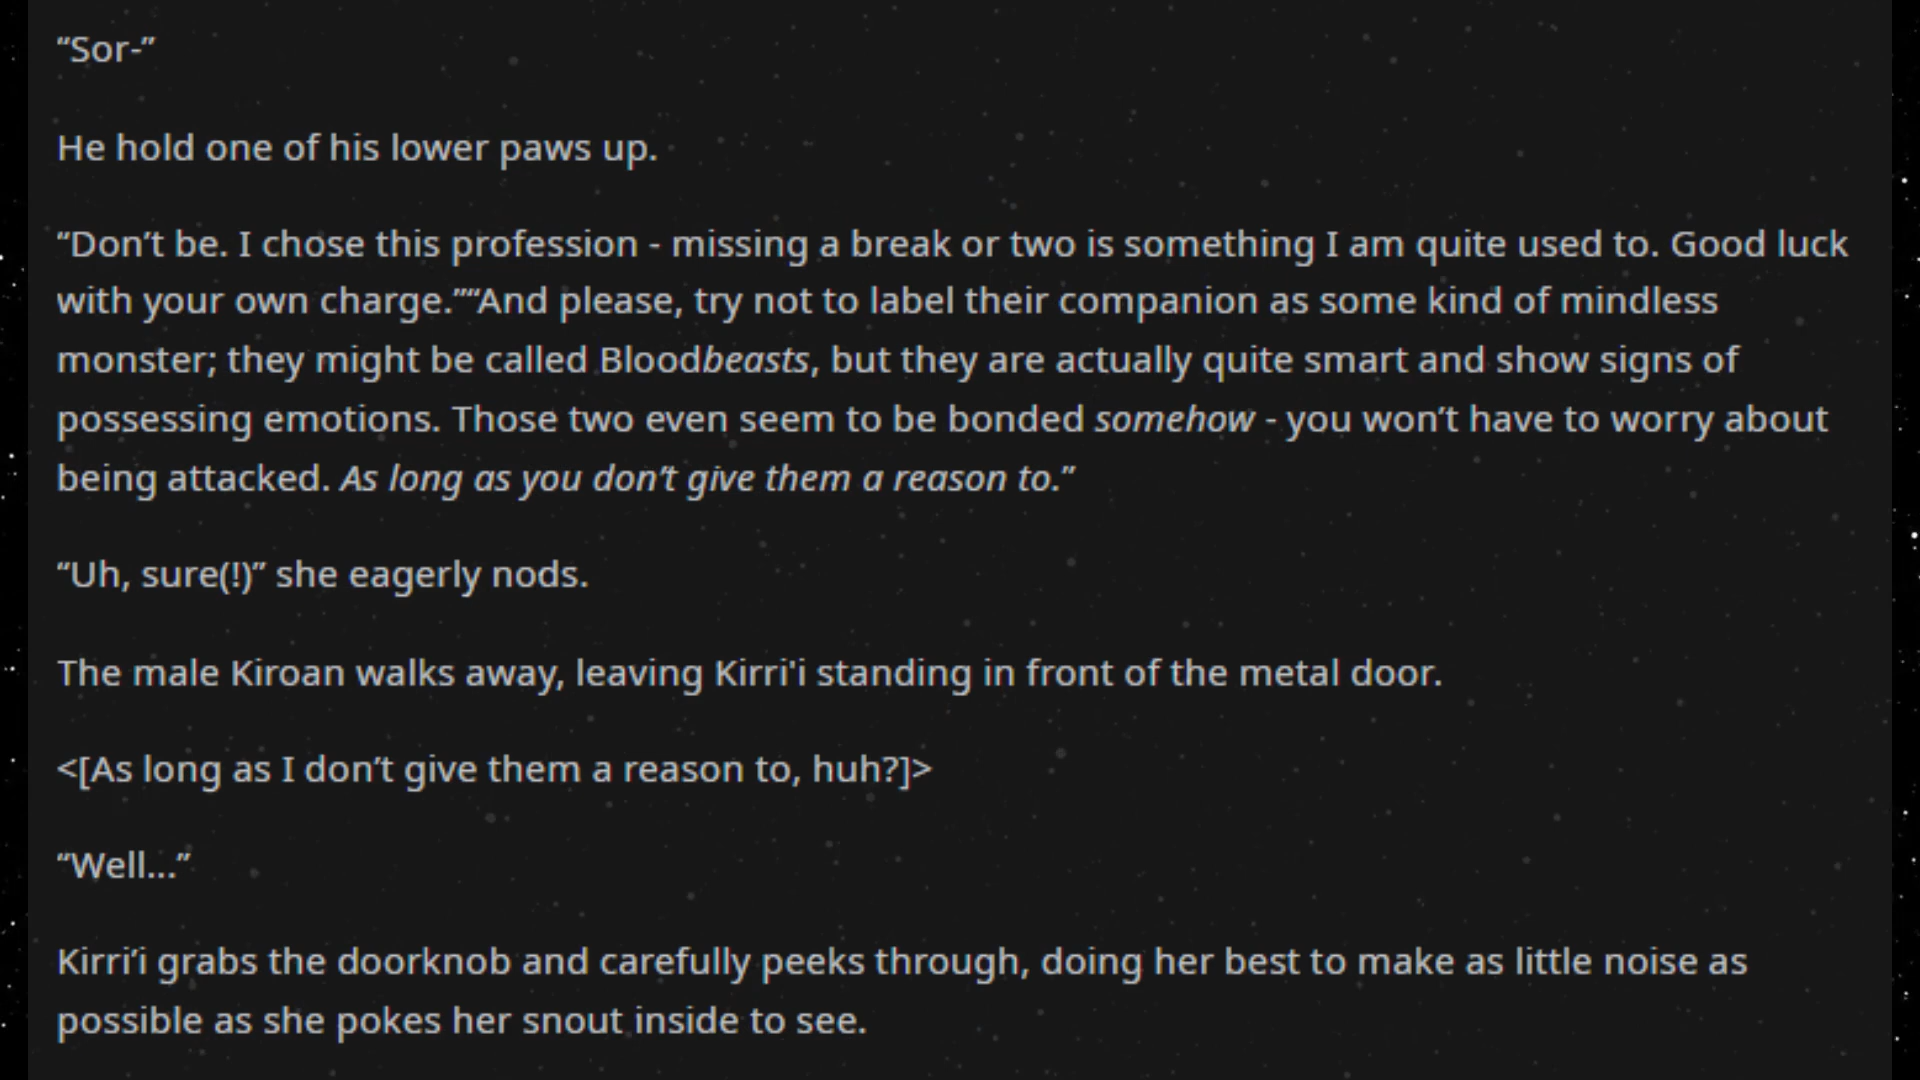 “Sor-”
He hold one of his lower paws up.
“Don’t be. I chose this profession - missing a break or two is something I am quite used to. Good luck
with your own charge.”“And please, try not to label their companion as some kind of mindless
monster; they might be called Bloodbeasts, but they are actually quite smart and show signs of
possessing emotions. Those two even seem to be bonded somehow - you won’t have to worry about
being attacked. As long as you don’t give them a reason to.”
“Uh, sure(!)” she eagerly nods.
The male Kiroan walks away, leaving Kirri'i standing in front of the metal door.
<[As long as I don’t give them a reason to, huh?]>
“Well…”
Kirri’i grabs the doorknob and carefully peeks through, doing her best to make as little noise as
possible as she pokes her snout inside to see.